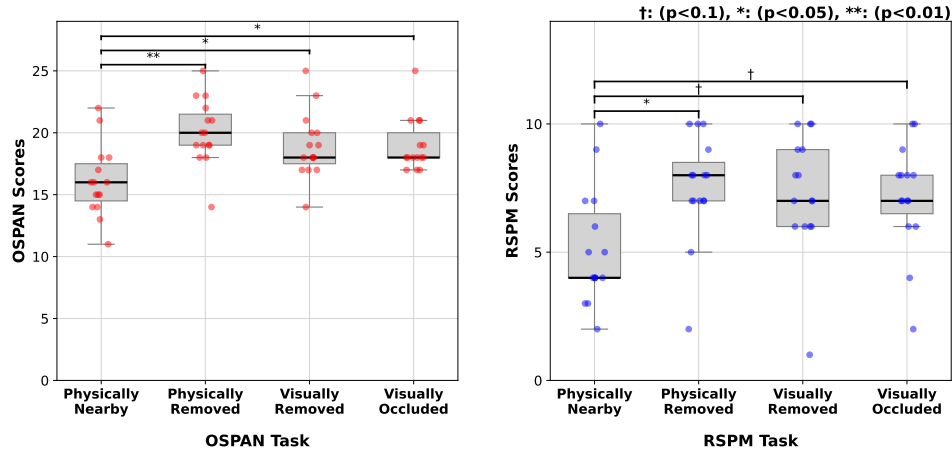 †: (p<0.1), *: (p<0.05), **: (p<0.01)
*
*
**
25
20
15
10
5
0
OSPAN Scores
Physically Nearby
Physically Removed
Visually Removed
Visually Occluded
OSPAN Task
†
†
*
10
5
0
RSPM Scores
Physically Nearby
Physically Removed
Visually Removed
Visually Occluded
RSPM Task